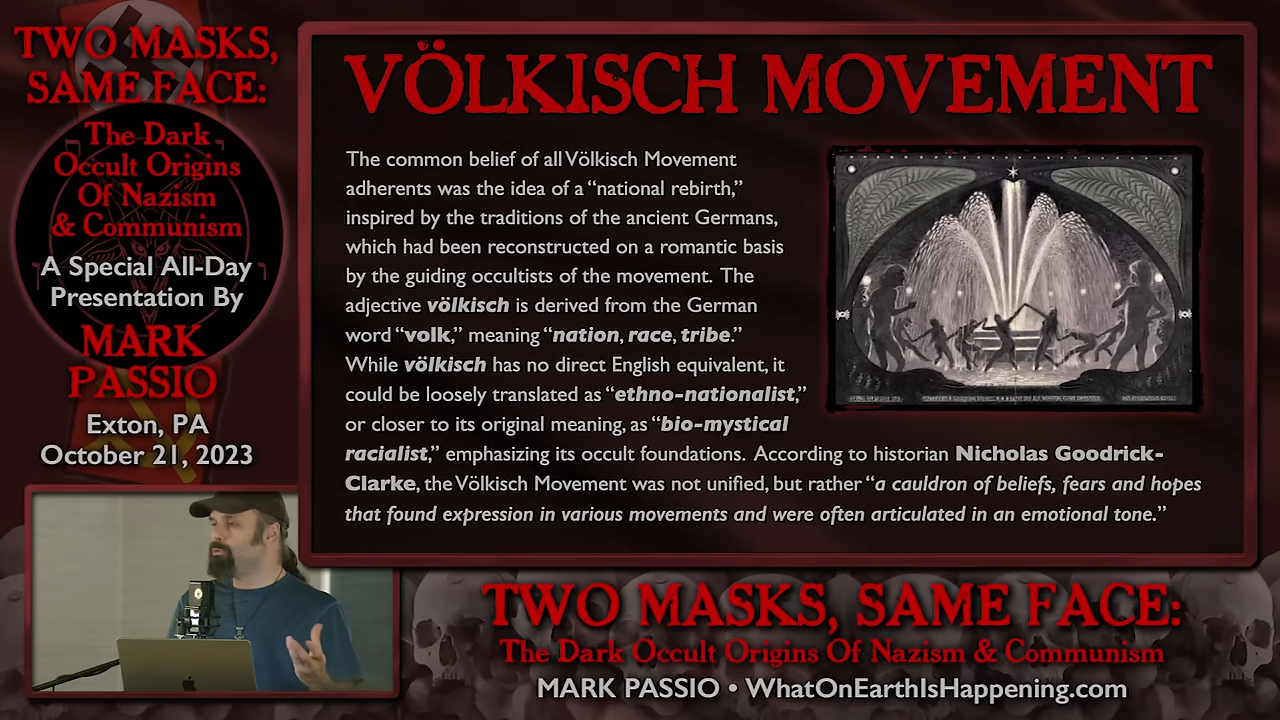 TWO MASKS,
SAME FACE:
The Dark
Occult Origins
Of Nazism
& Communism
A Special All-Day
Presentation By
MARK
PASSIO
Exton, PA
October 21, 2023
VÖLKISCH MOVEMENT
The common belief of all Völkisch Movement
adherents was the idea of a “national rebirth,”
inspired by the traditions of the ancient Germans,
which had been reconstructed on a romantic basis
by the guiding occultists of the movement. The
adjective völkisch is derived from the German
word “volk,” meaning “nation, race, tribe.”
While völkisch has no direct English equivalent, it
could be loosely translated as “ethno-nationalist,”
or closer to its original meaning, as “bio-mystical
racialist,” emphasizing its occult foundations. According to historian Nicholas Goodrick-
Clarke, the Völkisch Movement was not unified, but rather “a cauldron of beliefs, fears and hopes
that found expression in various movements and were often articulated in an emotional tone.”
TWO MASKS, SAME FACE:
The Dark Occult Origins Of Nazism & Communism
MARK PASSIO • WhatOnEarthIsHappening.com